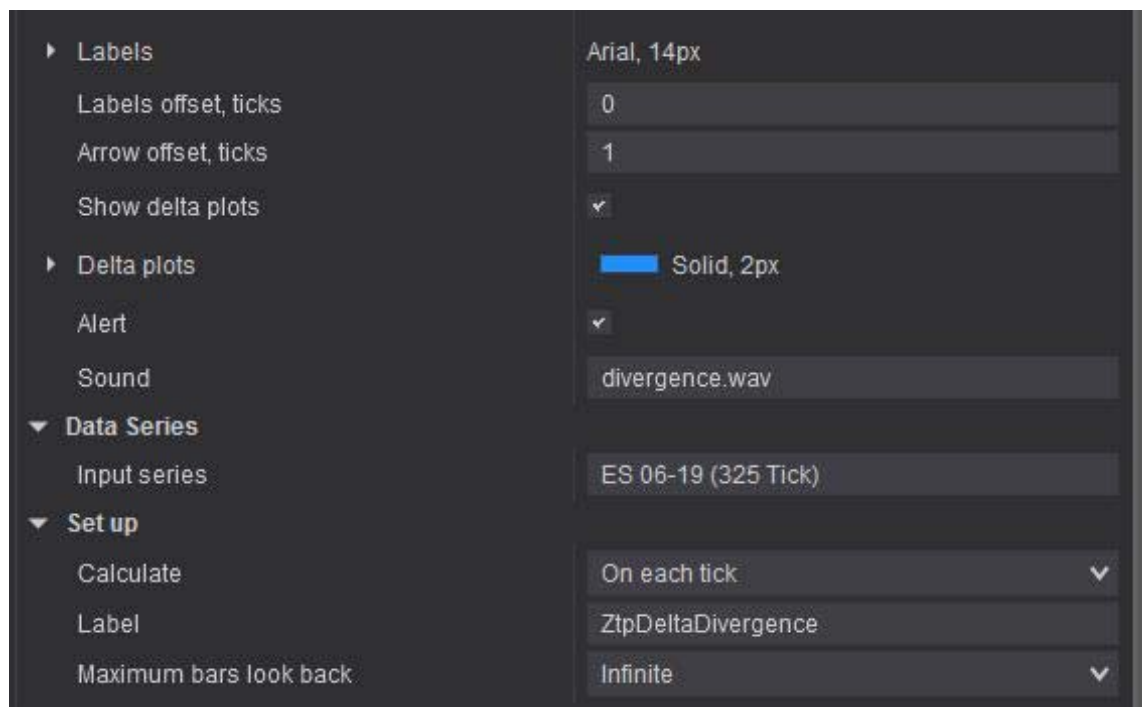 Labels Arial, 14px
Labels offset, ticks 0
Arrow offset, ticks 1
Show delta plots
Delta plots Solid, 2px
Alert
Sound divergence.wav
Data Series
Input series ES 06-19 (325 Tick)
Set up
Calculate On each tick
Label ZtpDeltaDivergence
Maximum bars look back Infinite